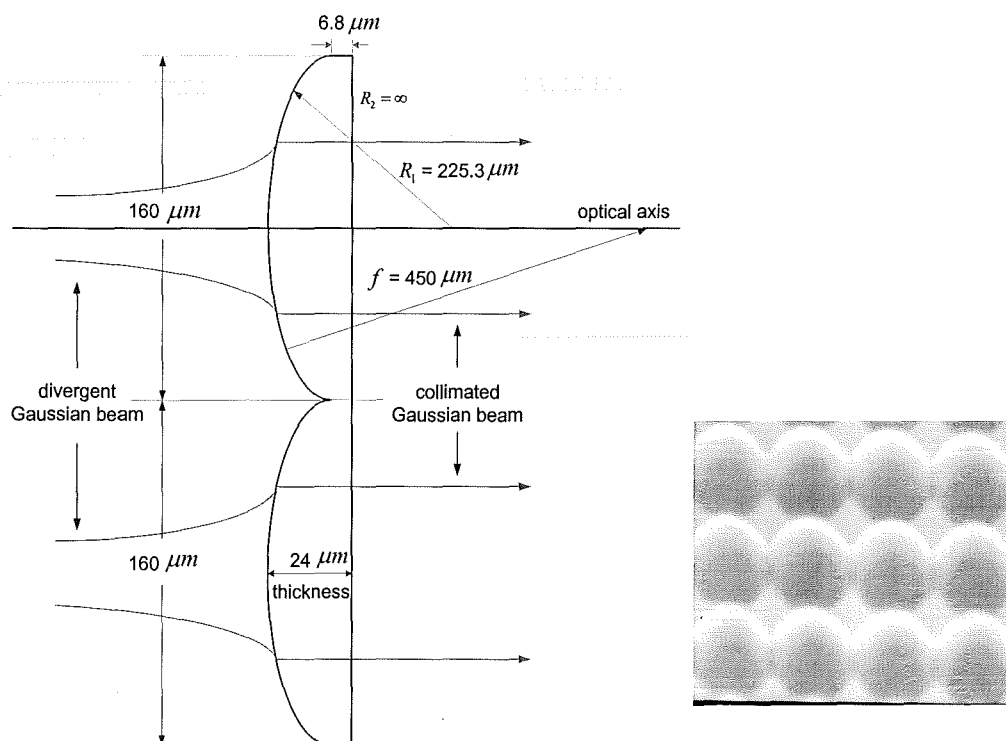 6.8 μm
R₂ = ∞
R₁ = 225.3 μm
160 μm
optical axis
f = 450 μm
divergent
Gaussian beam
collimated
Gaussian beam
160 μm
24 μm
thickness